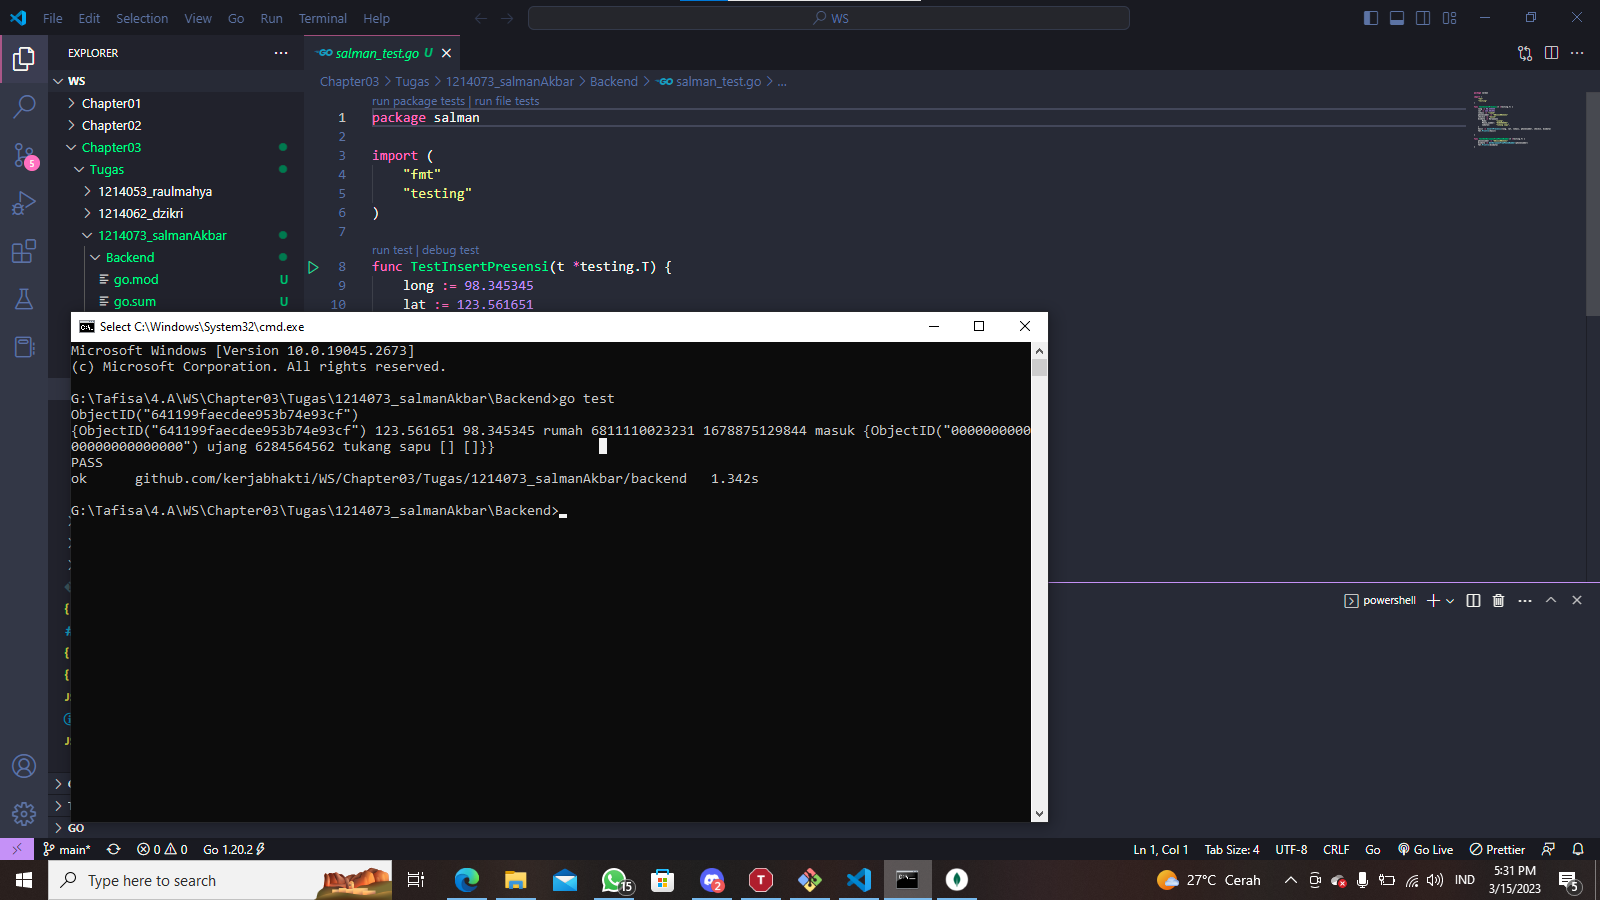 File Edit Selection View Go Run Terminal Help
WS
EXPLORER
salman_test.go U
WS
Chapter03 > Tugas > 1214073_salmanAkbar > Backend > salman_test.go > ...
Chapter01
Chapter02
Chapter03
Tugas
1214053_raulmahya
1214062_dzikri
1214073_salmanAkbar
Backend
go.mod U
go.sum U
5
run package tests | run file tests
1 package salman
2
3 import (
4 "fmt"
5 "testing"
6 )
7
run test | debug test
8 func TestInsertPresensi(t *testing.T) {
9 long := 98.345345
10 lat := 123.561651
Select C:\Windows\System32\cmd.exe
Microsoft Windows [Version 10.0.19045.2673]
(c) Microsoft Corporation. All rights reserved.
G:\Tafisa\4.A\WS\Chapter03\Tugas\1214073_salmanAkbar\Backend>go test
ObjectID("641199faecdee953b74e93cf")
{ObjectID("641199faecdee953b74e93cf") 123.561651 98.345345 rumah 6811110023231 1678875129844 masuk {ObjectID("0000000000
00000000000000") ujang 6284564562 tukang sapu [] []}}
PASS
ok github.com/kerjabhakti/WS/Chapter03/Tugas/1214073_salmanAkbar/backend 1.342s
G:\Tafisa\4.A\WS\Chapter03\Tugas\1214073_salmanAkbar\Backend>
powershell
GO
main* 0 0 Go 1.20.2
Ln 1, Col 1 Tab Size: 4 UTF-8 CRLF Go Go Live Prettier
Type here to search
15
2
T
27°C Cerah
IND
5:31 PM
3/15/2023
5